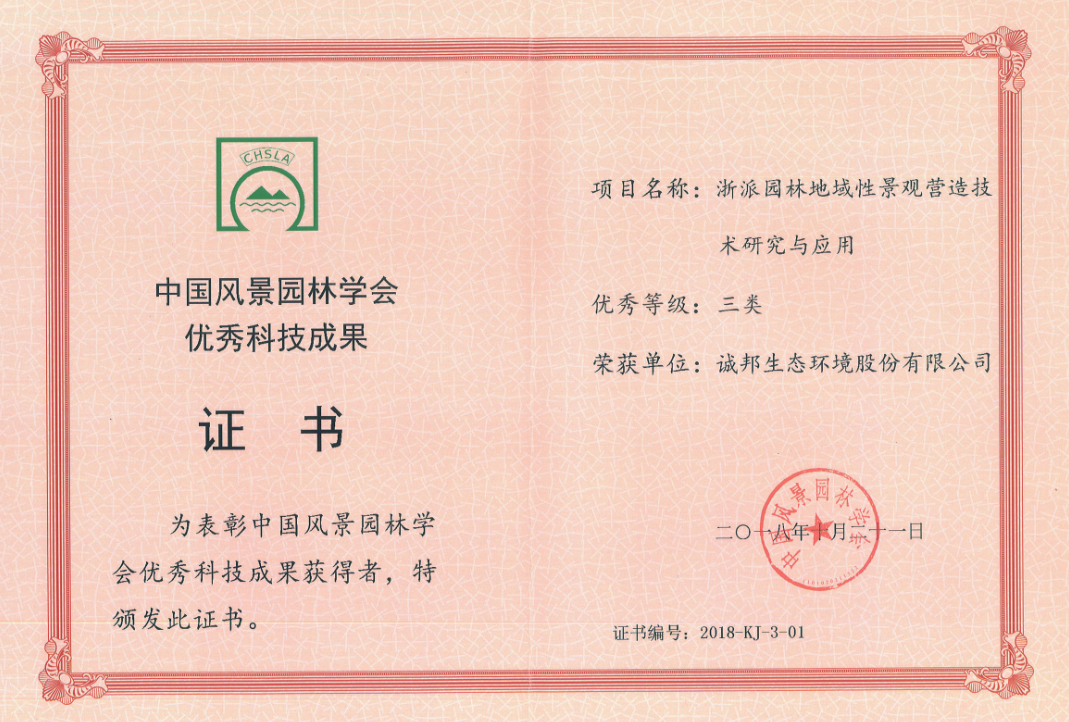 CHSLA
中国风景园林学会
优秀科技成果
证 书
为表彰中国风景园林学
会优秀科技成果获得者，特
颁发此证书。
项目名称：浙派园林地域性景观营造技
术研究与应用
优秀等级：三类
荣获单位：诚邦生态环境股份有限公司
中国风景园林学会
二〇一八年十月二十一日
证书编号：2018-KJ-3-01